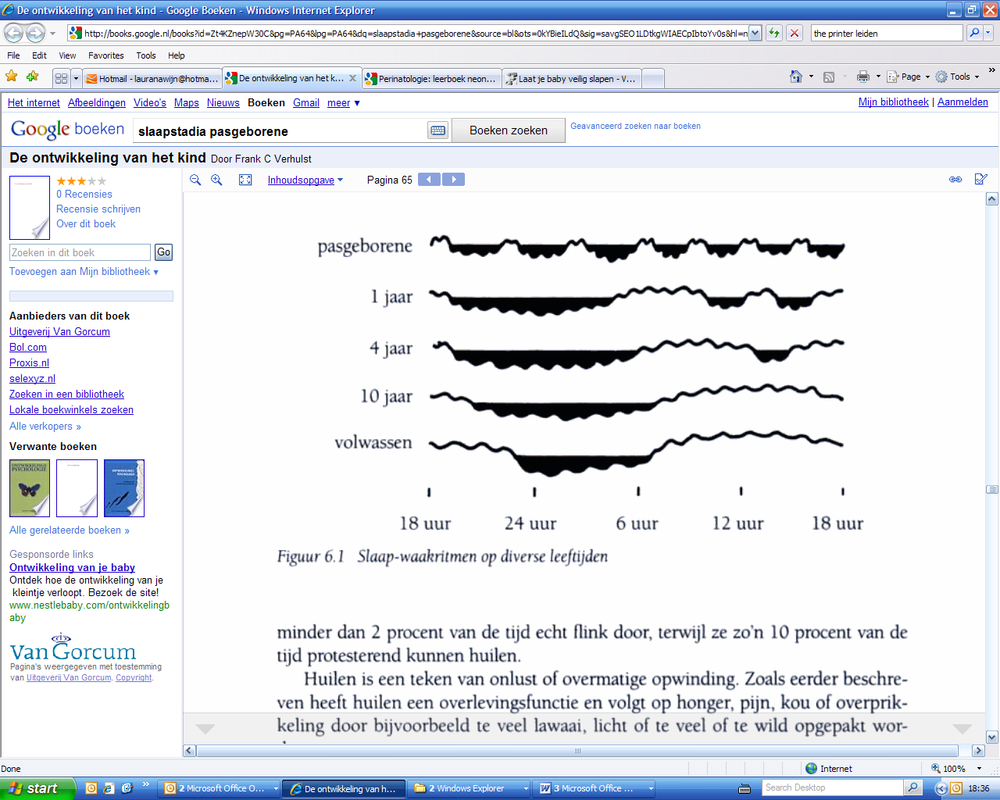 De ontwikkeling van het kind - Google Boeken - Windows Internet Explorer
http://books.google.nl/books?id=Zt4KZnepW30C&pg=PA64&lpg=PA64&dq=slaapstadia+pasgeborene&source=bl&ots=0kYBieILdQ&sig=savgSEO1LDtkgWIAECpIbtoYv0s&hl=n
the printer leiden
File Edit View Favorites Tools Help
Hotmail - lauranawijn@hotma...
De ontwikkeling van het k...
Perinatologie: leerboek neon...
Laat je baby veilig slapen - V...
Page Tools
Het internet Afbeeldingen Video's Maps Nieuws Boeken Gmail meer ▼
Mijn bibliotheek | Aanmelden
Google boeken
slaapstadia pasgeborene
Boeken zoeken
Geavanceerd zoeken naar boeken
De ontwikkeling van het kind Door Frank C Verhulst
0 Recensies
Recensie schrijven
Over dit boek
Zoeken in dit boek Go
Toevoegen aan Mijn bibliotheek ▼
Aanbieders van dit boek
Uitgeverij Van Gorcum
Bol.com
Proxis.nl
selexyz.nl
Zoeken in een bibliotheek
Lokale boekwinkels zoeken
Alle verkopers »
Verwante boeken
ONTWIKKELINGS
PSYCHOLOGIE
Alle gerelateerde boeken »
Gesponsorde links
Ontwikkeling van je baby
Ontdek hoe de ontwikkeling van je
kleintje verloopt. Bezoek de site!
www.nestlebaby.com/ontwikkelingb
aby
VanGorcum
Pagina's weergegeven met toestemming
van Uitgeverij Van Gorcum. Copyright.
Inhoudsopgave Pagina 65
pasgeborene
1 jaar
4 jaar
10 jaar
volwassen
18 uur 24 uur 6 uur 12 uur 18 uur
Figuur 6.1 Slaap-waakritmen op diverse leeftijden
minder dan 2 procent van de tijd echt flink door, terwijl ze zo'n 10 procent van de
tijd protesterend kunnen huilen.
Huilen is een teken van onlust of overmatige opwinding. Zoals eerder beschre-
ven heeft huilen een overlevingsfunctie en volgt op honger, pijn, kou of overprik-
keling door bijvoorbeeld te veel lawaai, licht of te veel of te wild opgepakt wor-
Done
Internet
100%
start
2 Microsoft Office O...
De ontwikkeling van h...
2 Windows Explorer
3 Microsoft Office ...
Search Desktop
18:36